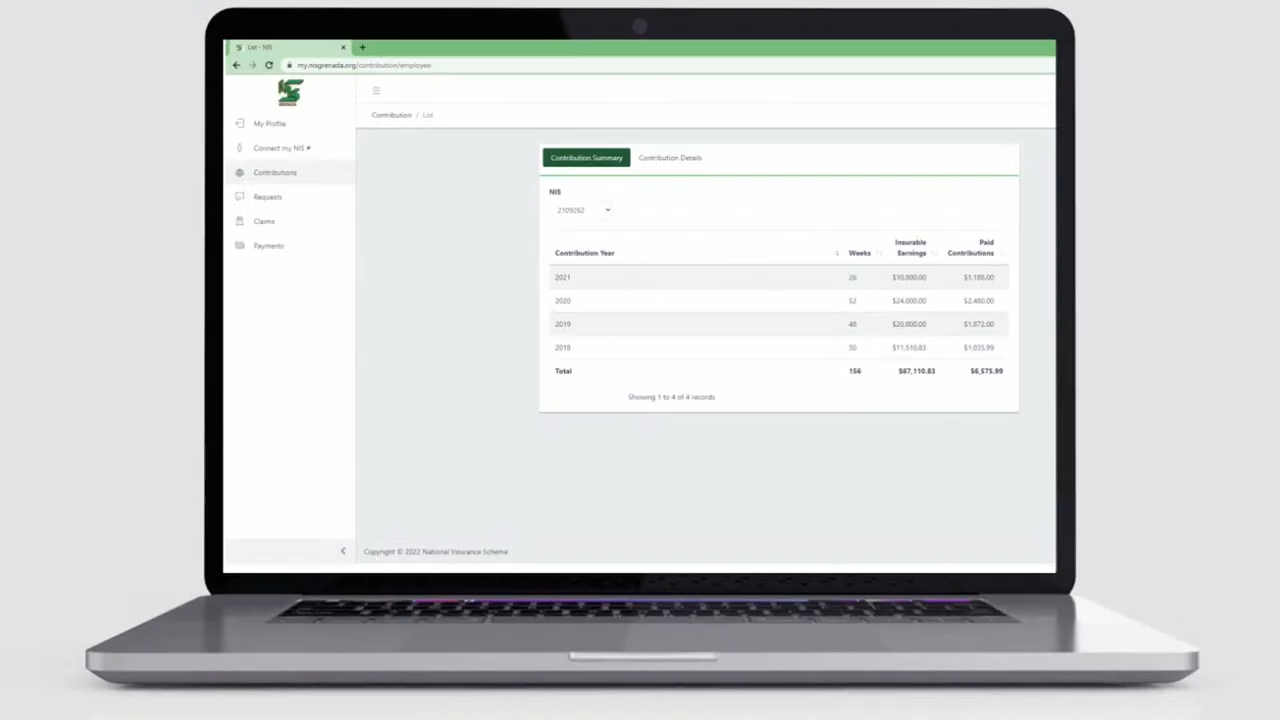 List - NIS
my.nisgrenada.org/contribution/employee
My Profile
Connect my NIS
Contributions
Requests
Claims
Payments
Contribution / List
Contribution Summary Contribution Details
NIS
2109262
Contribution Year Weeks Insurable Earnings Paid Contributions
2021 26 $10,800.00 $1,188.00
2020 52 $24,000.00 $2,480.00
2019 48 $20,800.00 $1,872.00
2018 30 $11,510.83 $1,035.99
Total 156 $67,110.83 $6,575.99
Showing 1 to 4 of 4 records
Copyright © 2022 National Insurance Scheme